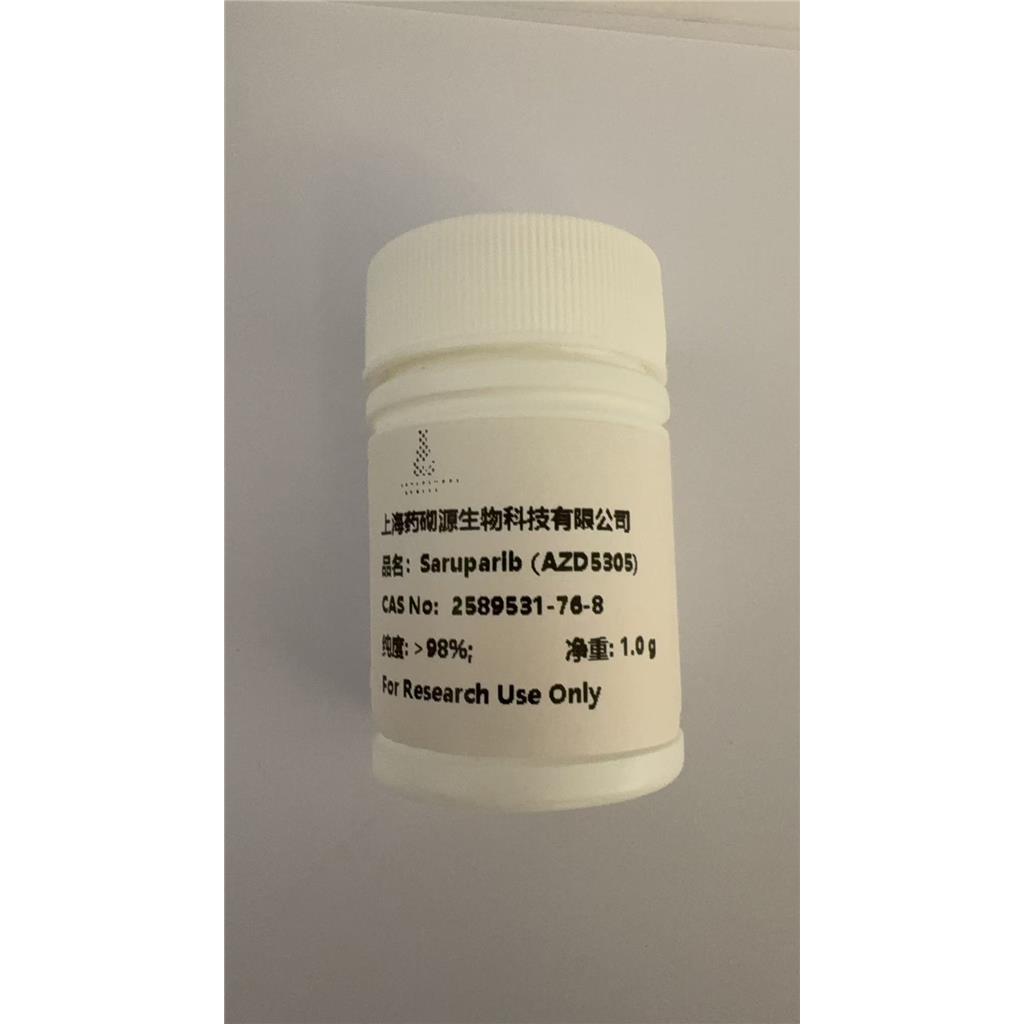 上海药砌源生物科技有限公司
品名：Saruparib（AZD5305)
CAS No: 2589531-76-8
纯度: >98%; 净重: 1.0 g
For Research Use Only